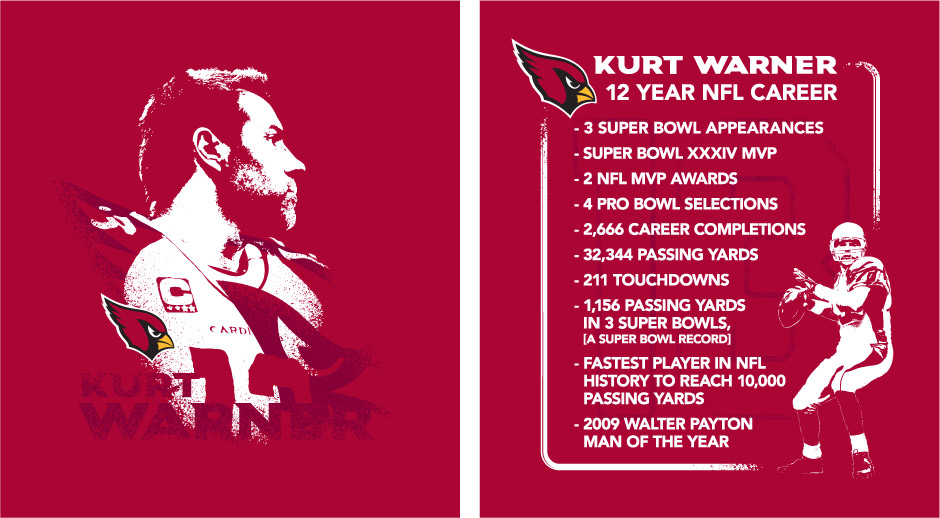 C
CARDI
KURT
WARNER
KURT WARNER
12 YEAR NFL CAREER
- 3 SUPER BOWL APPEARANCES
- SUPER BOWL XXXIV MVP
- 2 NFL MVP AWARDS
- 4 PRO BOWL SELECTIONS
- 2,666 CAREER COMPLETIONS
- 32,344 PASSING YARDS
- 211 TOUCHDOWNS
- 1,156 PASSING YARDS
IN 3 SUPER BOWLS,
[A SUPER BOWL RECORD]
- FASTEST PLAYER IN NFL
HISTORY TO REACH 10,000
PASSING YARDS
- 2009 WALTER PAYTON
MAN OF THE YEAR